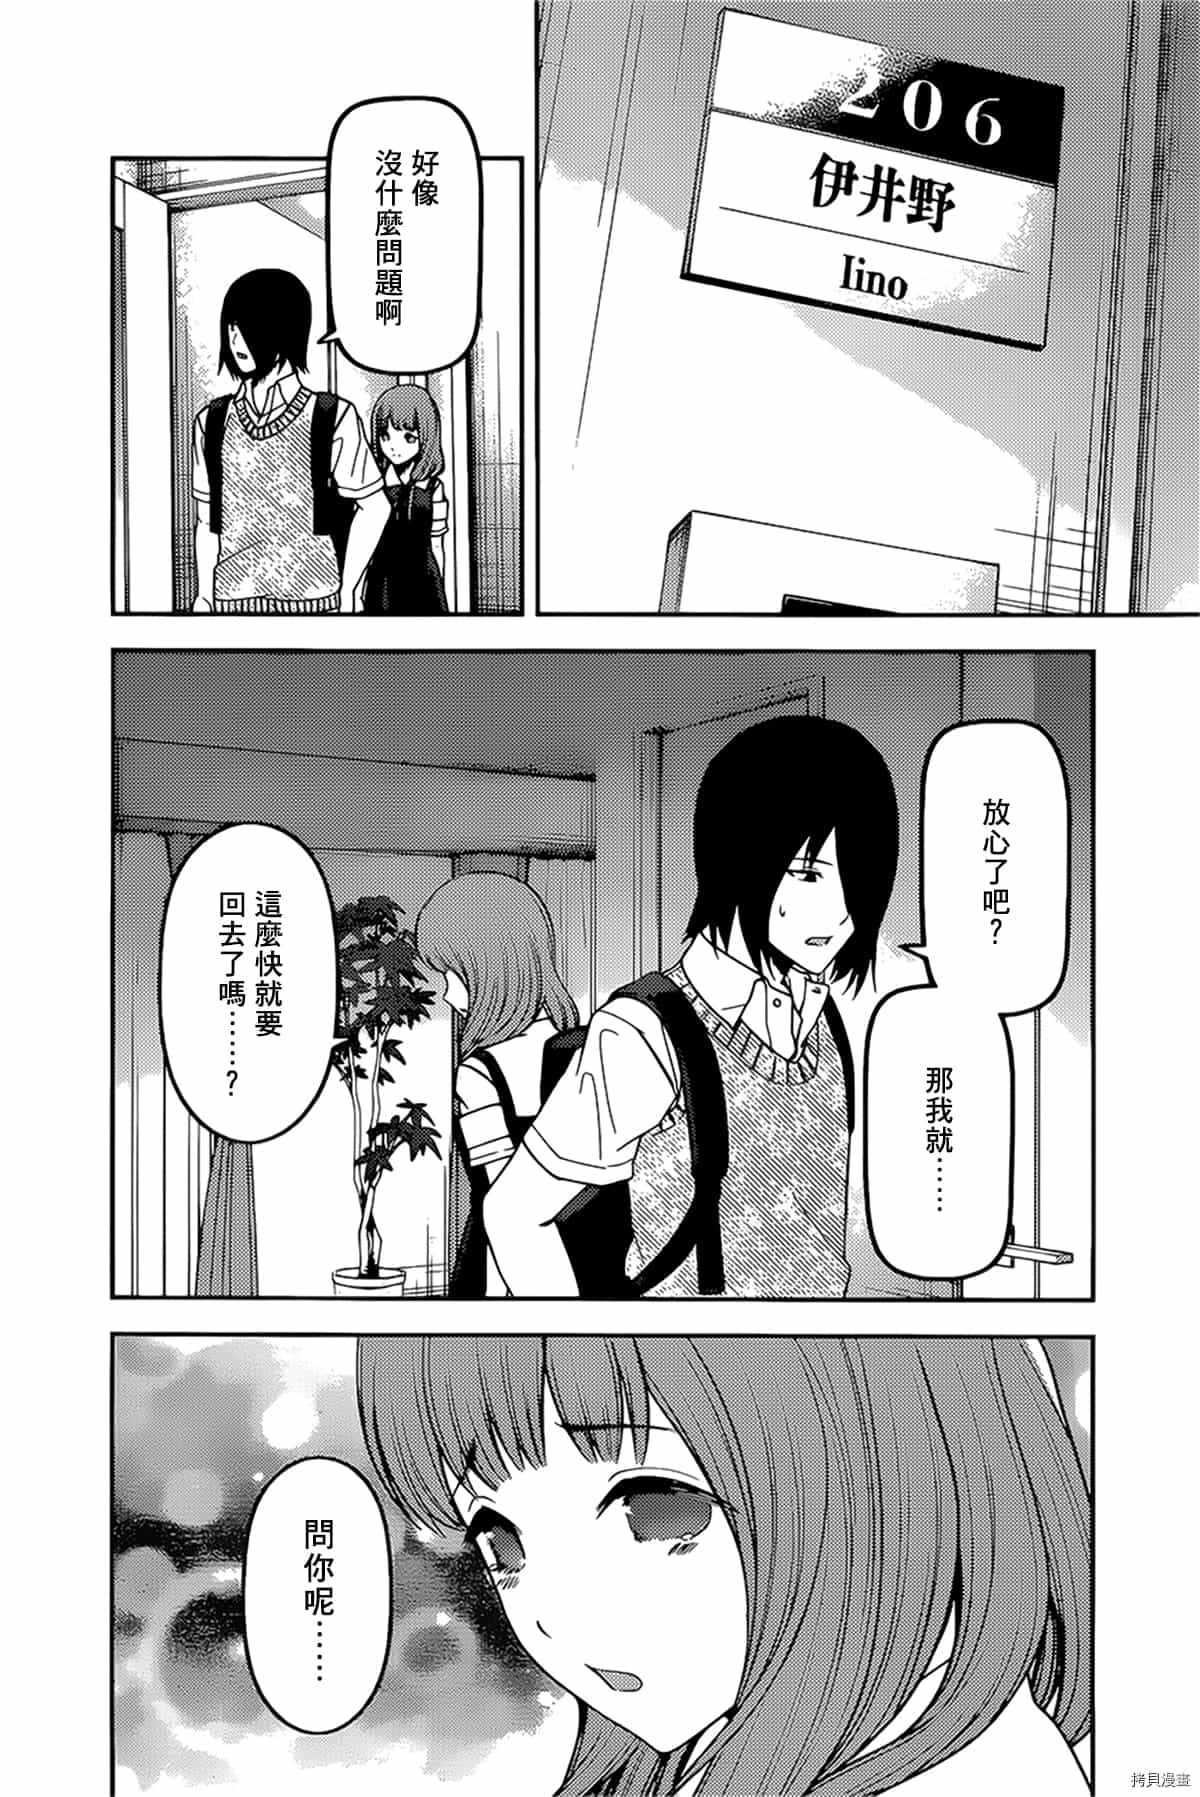 206
伊井野
Iino
好像
沒什麼問題啊
放心了吧?
那我就……
這麼快就要
回去了嗎……?
問你呢……
拷貝漫畫